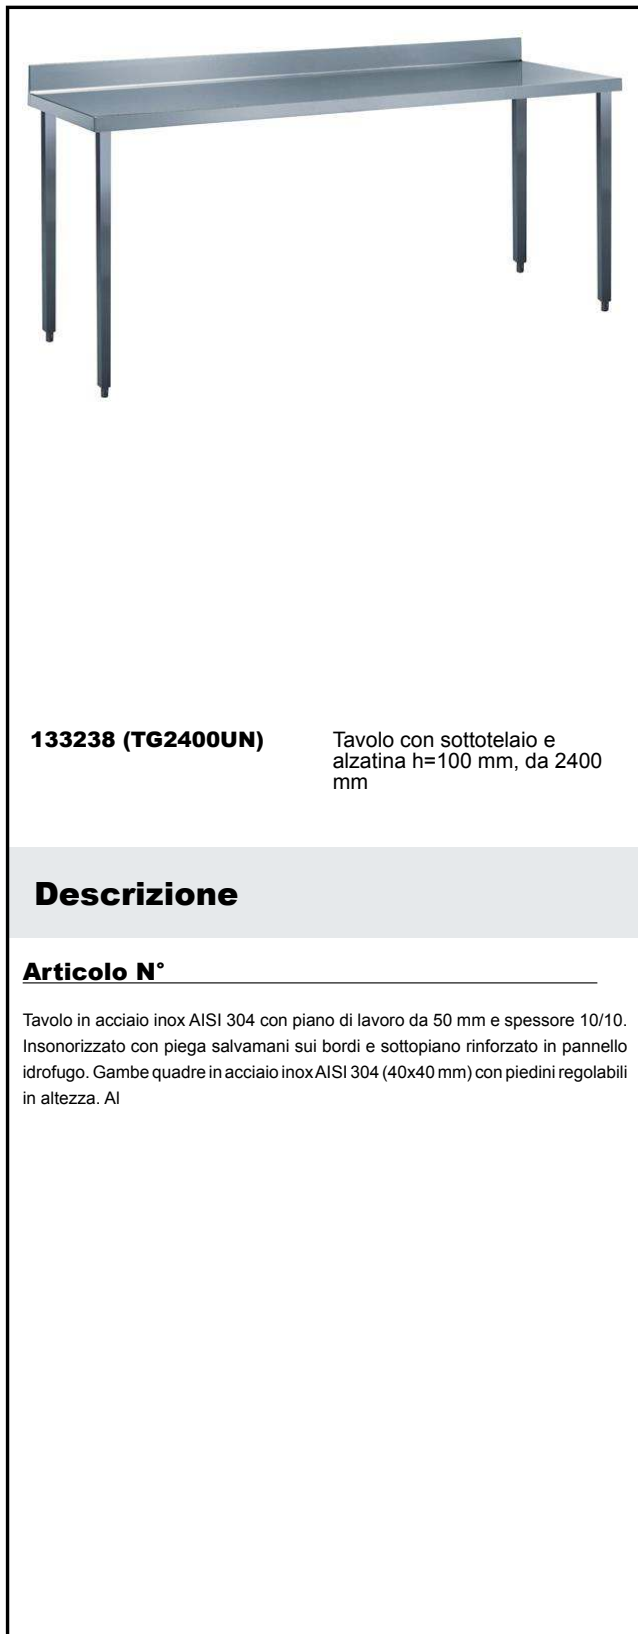 133238 (TG2400UN)
Tavolo con sottotelaio e
alzatina h=100 mm, da 2400
mm
Descrizione
Articolo N°
Tavolo in acciaio inox AISI 304 con piano di lavoro da 50 mm e spessore 10/10.
Insonorizzato con piega salvamani sui bordi e sottopiano rinforzato in pannello
idrofugo. Gambe quadre in acciaio inox AISI 304 (40x40 mm) con piedini regolabili
in altezza. Al